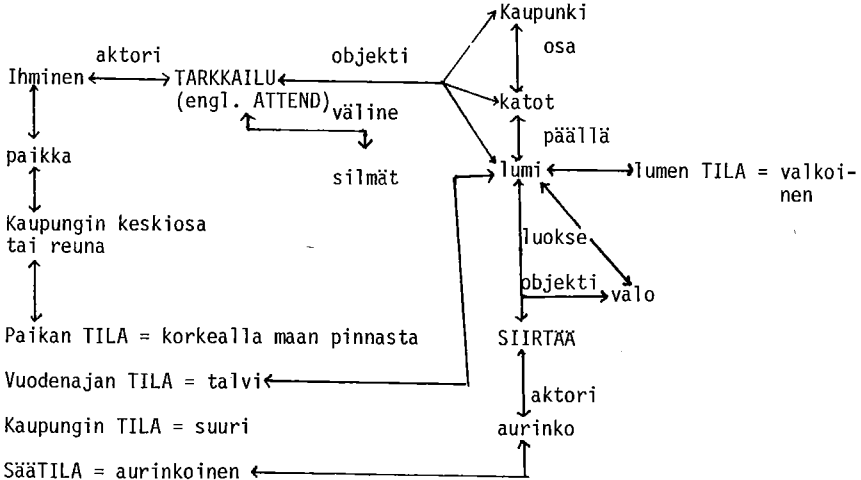 Kaupunki
aktori
objekti
osa
Ihminen
TARKKAILU
(engl. ATTEND)
väline
katot
päällä
paikka
silmät
lumi
lumen TILA = valkoi-
nen
Kaupungin keskiosa
tai reuna
luokse
objekti
valo
Paikan TILA = korkealla maan pinnasta
SIIRTÄÄ
Vuodenajan TILA = talvi
aktori
Kaupungin TILA = suuri
aurinko
SääTILA = aurinkoinen